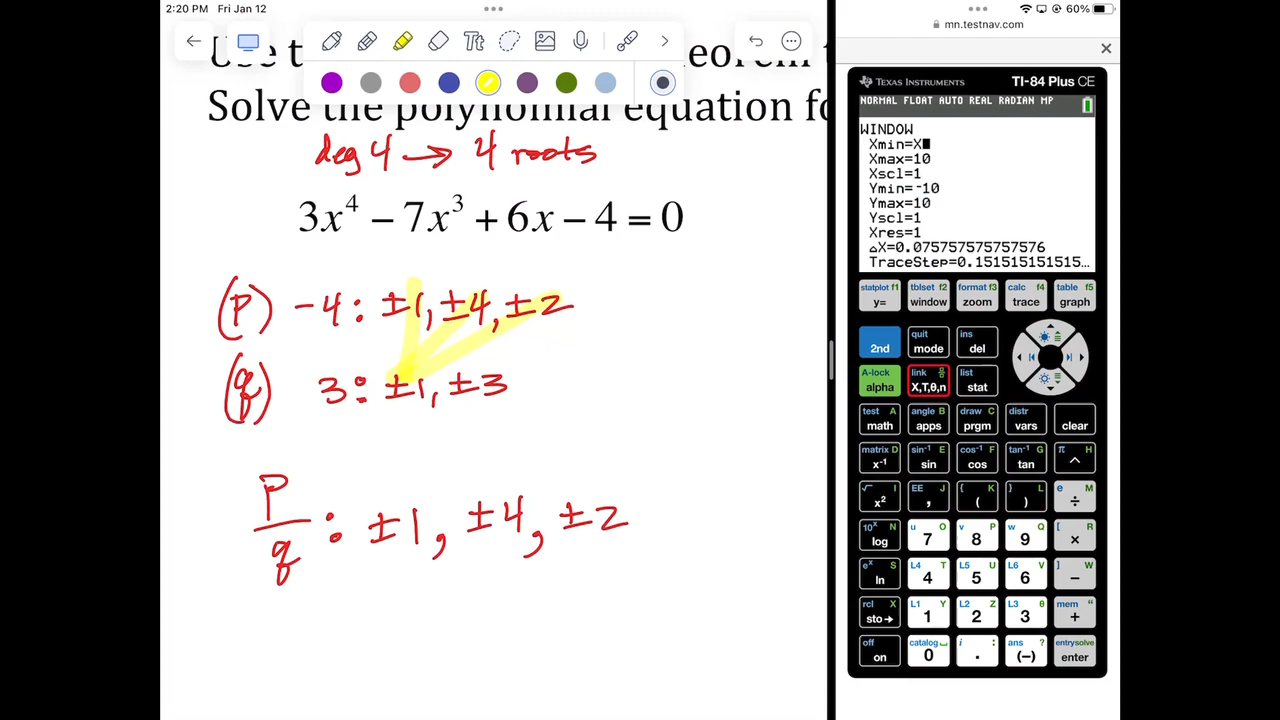 2:20 PM Fri Jan 12
60%
mn.testnav.com
Tt
Solve the polynomial equation
deg 4 → 4 roots
3x⁴ − 7x³ + 6x − 4 = 0
(p) -4: ±1, ±4, ±2
(q) 3: ±1, ±3
p/q: ±1, ±4, ±2
TEXAS INSTRUMENTS TI-84 Plus CE
NORMAL FLOAT AUTO REAL RADIAN MP
WINDOW
Xmin=X
Xmax=10
Xscl=1
Ymin=-10
Ymax=10
Yscl=1
Xres=1
△X=0.075757575757576
TraceStep=0.151515151515…
statplot f1 tblset f2 format f3 calc f4 table f5
y= window zoom trace graph
quit ins
2nd mode del
A-lock link list
alpha X,T,θ,n stat
test A angle B draw C distr
math apps prgm vars clear
matrix D sin⁻¹ E cos⁻¹ F tan⁻¹ G π H
x⁻¹ sin cos tan ^
√ I EE J { K } L e M
x² , ( ) ÷
10ˣ N u O v P w Q [ R
log 7 8 9 ×
eˣ S L4 T L5 U L6 V ] W
ln 4 5 6 −
rcl X L1 Y L2 Z L3 θ mem "
sto→ 1 2 3 +
off catalog i : ans ? entry solve
on 0 . (−) enter